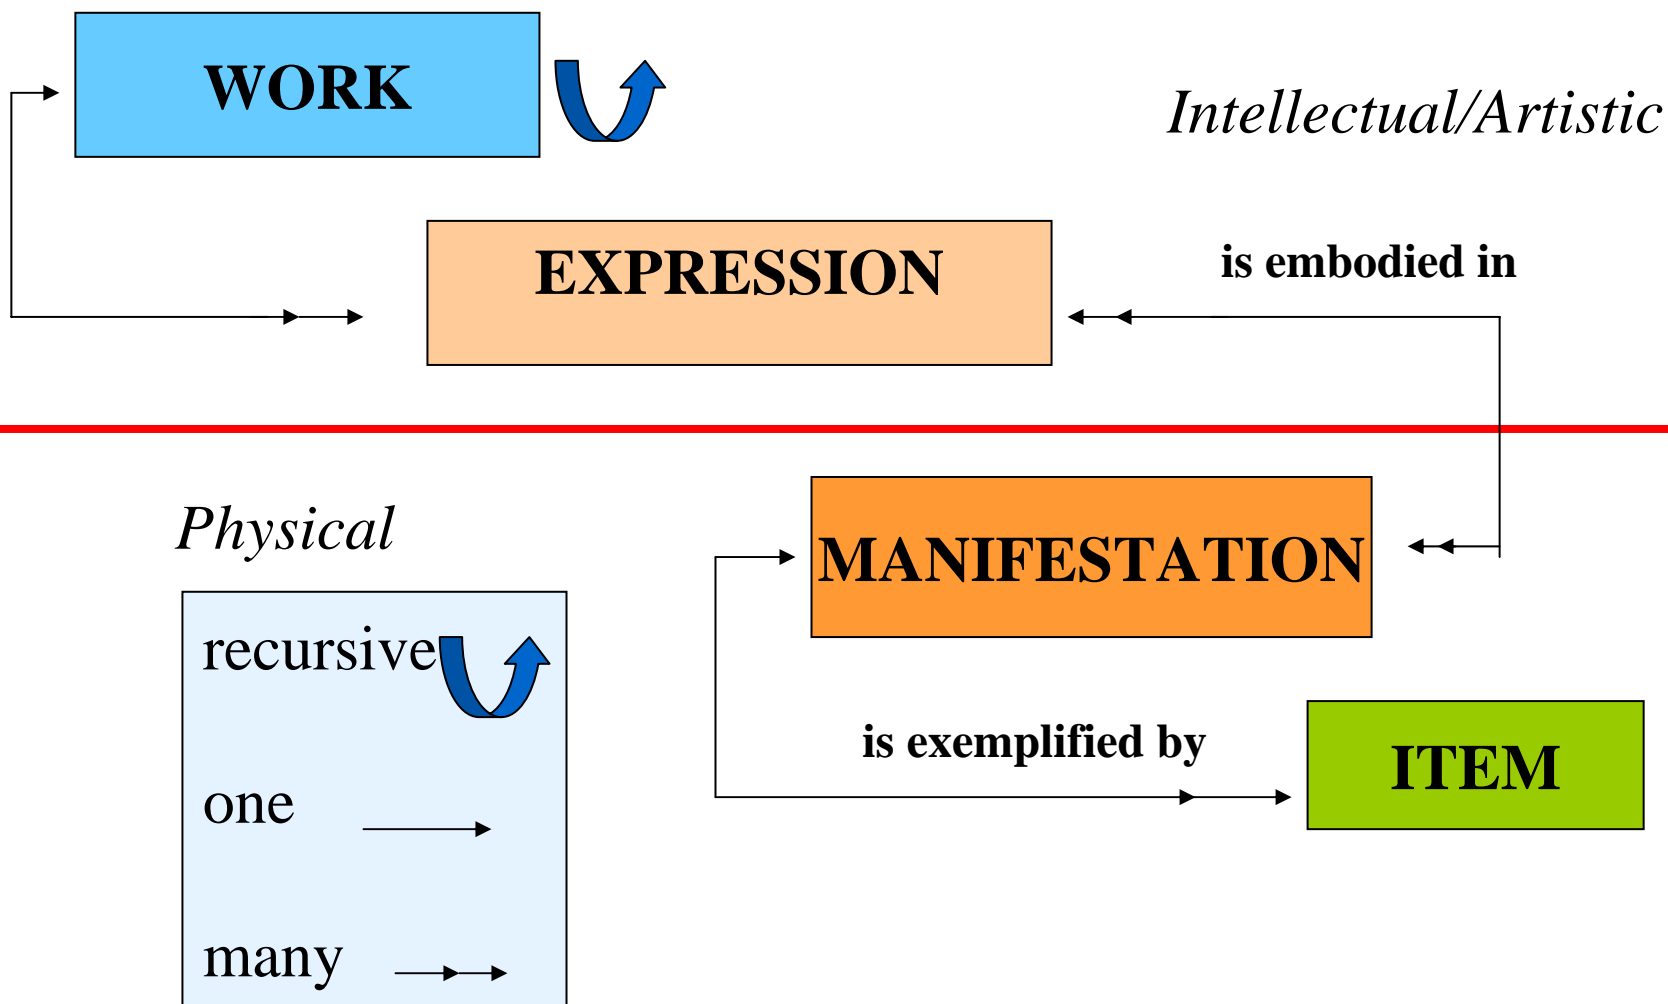 WORK
Intellectual/Artistic
EXPRESSION
is embodied in
Physical
MANIFESTATION
recursive
is exemplified by
ITEM
one
many